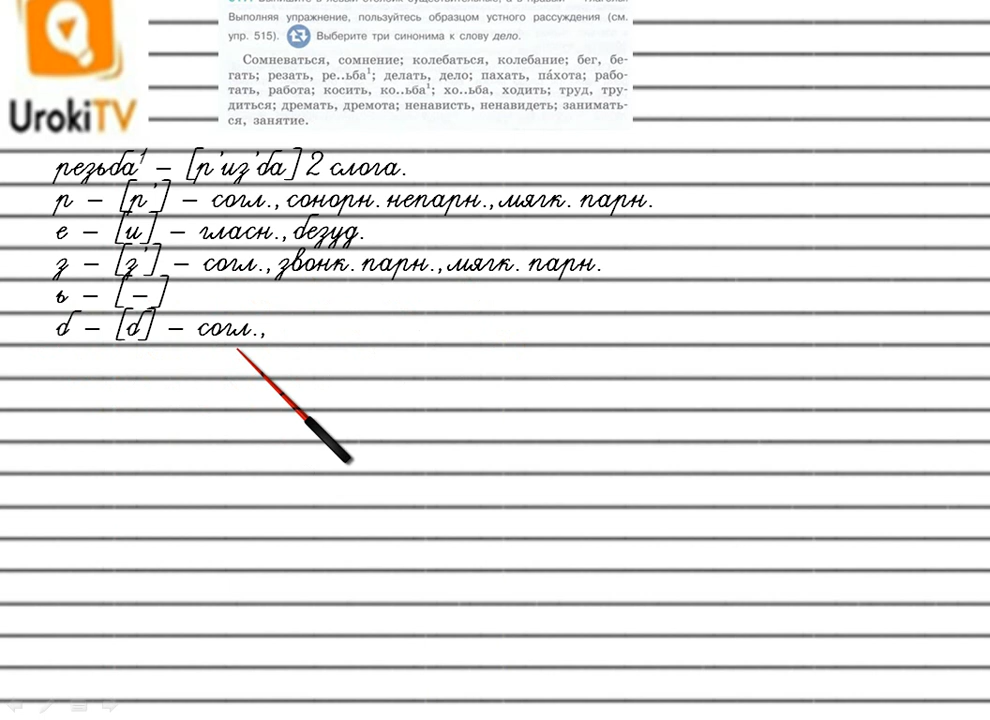 Выполняя упражнение, пользуйтесь образцом устного рассуждения (см.
упр. 515). Выберите три синонима к слову дело.
Сомневаться, сомнение; колебаться, колебание; бег, бе-
гать; резать, ре..ьба¹; делать, дело; пахать, пáхота; рабо-
тать, работа; косить, ко..ьба¹; хо..ьба, ходить; труд, тру-
диться; дремать, дремота; ненависть, ненавидеть; занимать-
ся, занятие.
UrokiTV
резьба¹ – [р'из'ба] 2 слога.
р – [р'] – согл., сонорн. непарн., мягк. парн.
е – [и] – гласн., безуд.
з – [з'] – согл., звонк. парн., мягк. парн.
ь – [–]
б – [б] – согл.,